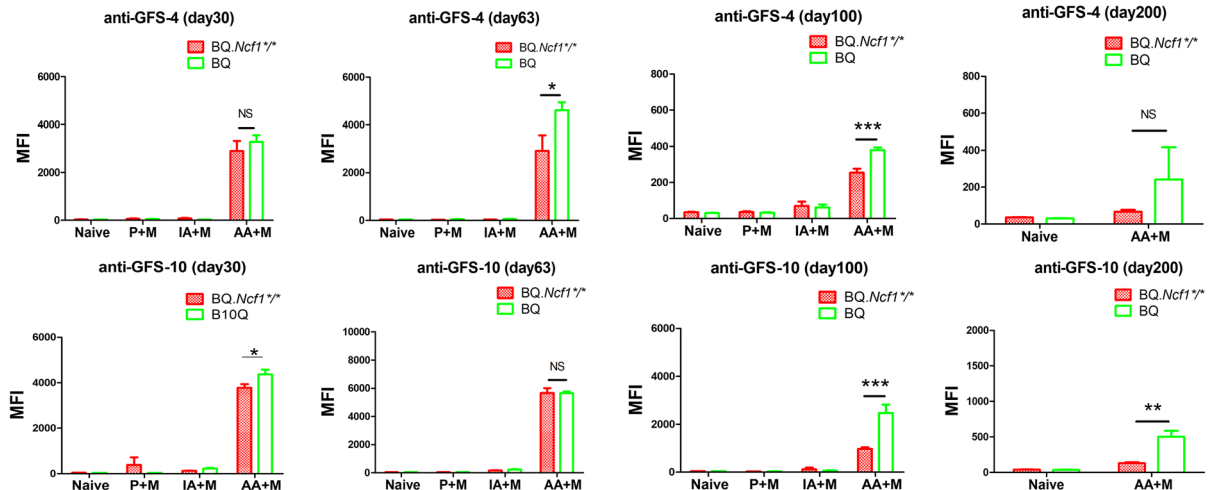 anti-GFS-4 (day30)
BQ.Ncf1*/*
BQ
6000
4000
2000
0
MFI
NS
Naive P+M IA+M AA+M
anti-GFS-4 (day63)
BQ.Ncf1*/*
BQ
6000
4000
2000
0
MFI
*
Naive P+M IA+M AA+M
anti-GFS-4 (day100)
BQ.Ncf1*/*
BQ
800
600
400
200
0
MFI
***
Naive P+M IA+M AA+M
anti-GFS-4 (day200)
BQ.Ncf1*/*
BQ
800
600
400
200
0
MFI
NS
Naive AA+M
anti-GFS-10 (day30)
BQ.Ncf1*/*
B10Q
6000
4000
2000
0
MFI
*
Naive P+M IA+M AA+M
anti-GFS-10 (day63)
BQ.Ncf1*/*
BQ
10000
8000
6000
4000
2000
0
MFI
NS
Naive P+M IA+M AA+M
anti-GFS-10 (day100)
BQ.Ncf1*/*
BQ
6000
4000
2000
0
MFI
***
Naive P+M IA+M AA+M
anti-GFS-10 (day200)
BQ.Ncf1*/*
BQ
2000
1500
1000
500
0
MFI
**
Naive AA+M